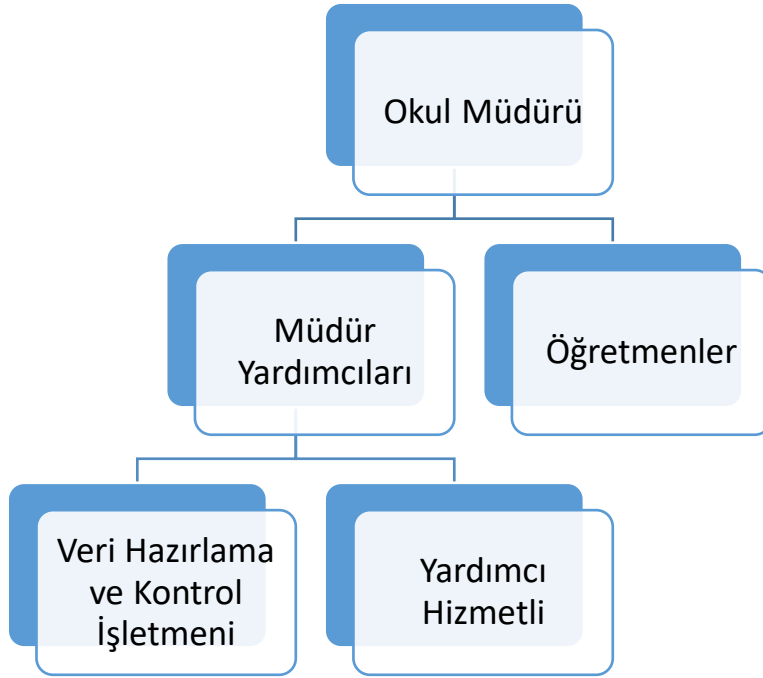 Okul Müdürü
Müdür
Yardımcıları
Öğretmenler
Veri Hazırlama
ve Kontrol
İşletmeni
Yardımcı
Hizmetli